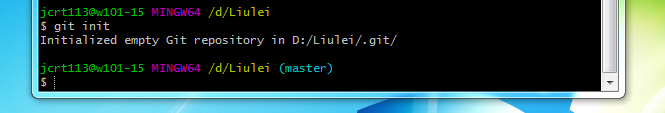 jcrt113@w101-15 MINGW64 /d/Liulei
$ git init
Initialized empty Git repository in D:/Liulei/.git/
jcrt113@w101-15 MINGW64 /d/Liulei (master)
$